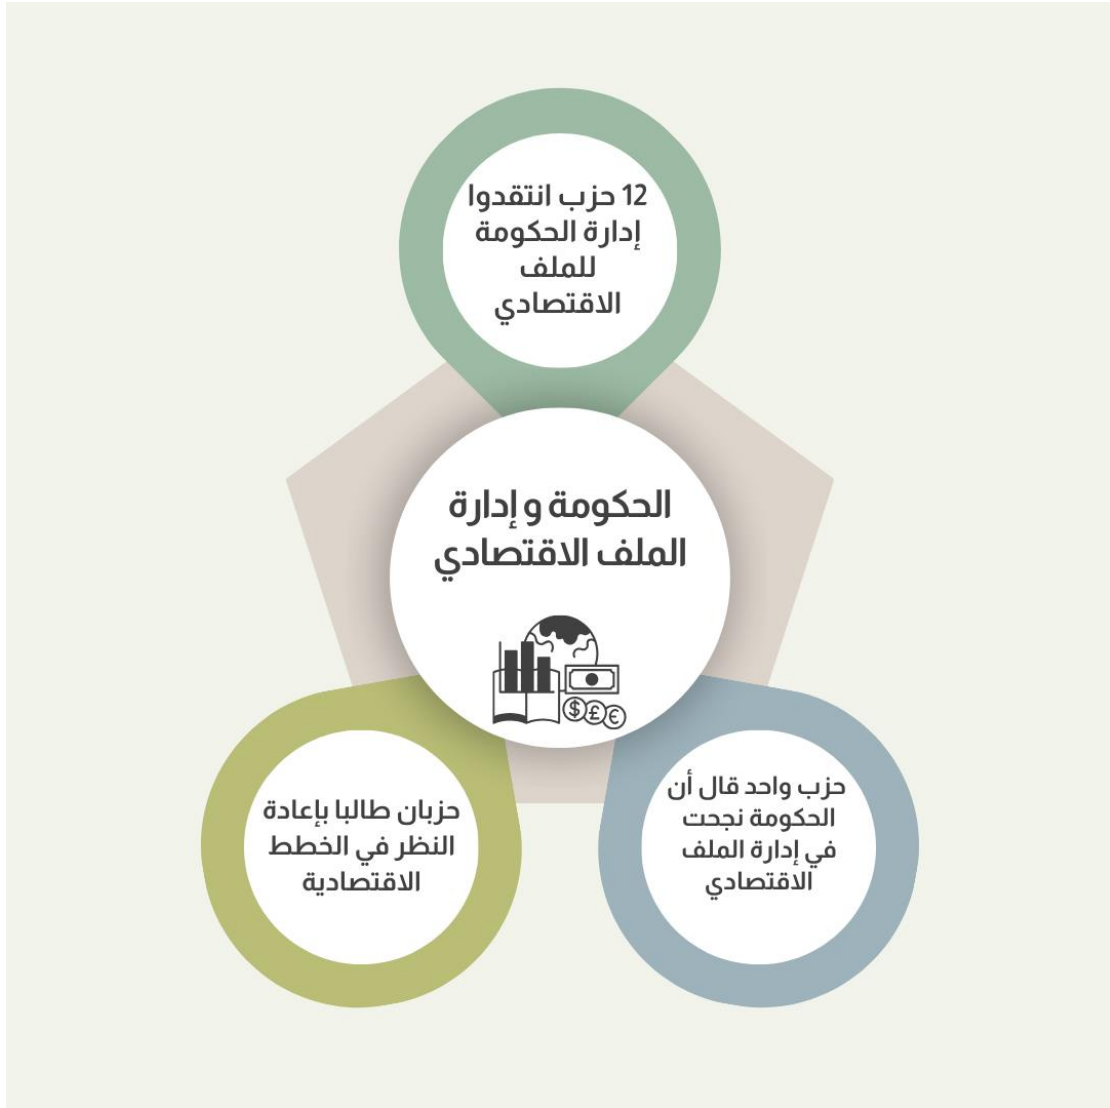 12 حزب انتقدوا
إدارة الحكومة
للملف
الاقتصادي
الحكومة و إدارة
الملف الاقتصادي
$
£
€
حزب واحد قال أن
الحكومة نجحت
في إدارة الملف
الاقتصادي
حزبان طالبا بإعادة
النظر في الخطط
الاقتصادية